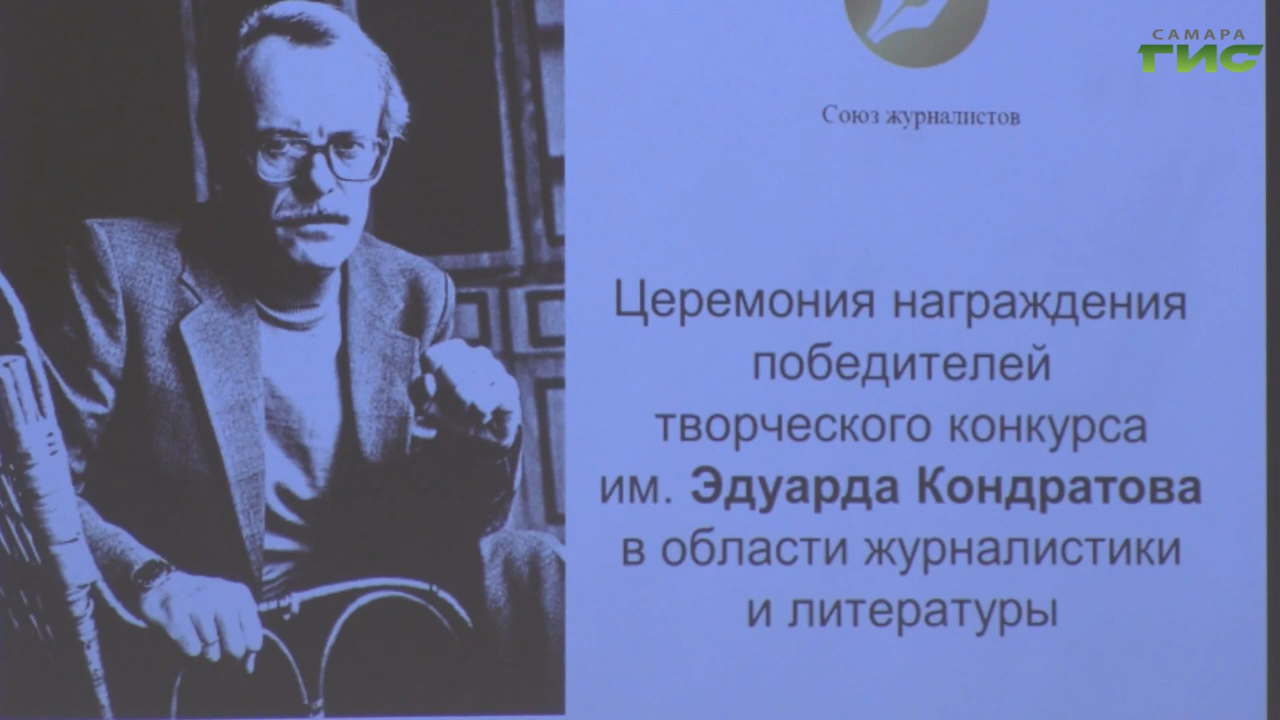 САМАРА
ГИС
Союз журналистов
Церемония награждения
победителей
творческого конкурса
им. Эдуарда Кондратова
в области журналистики
и литературы